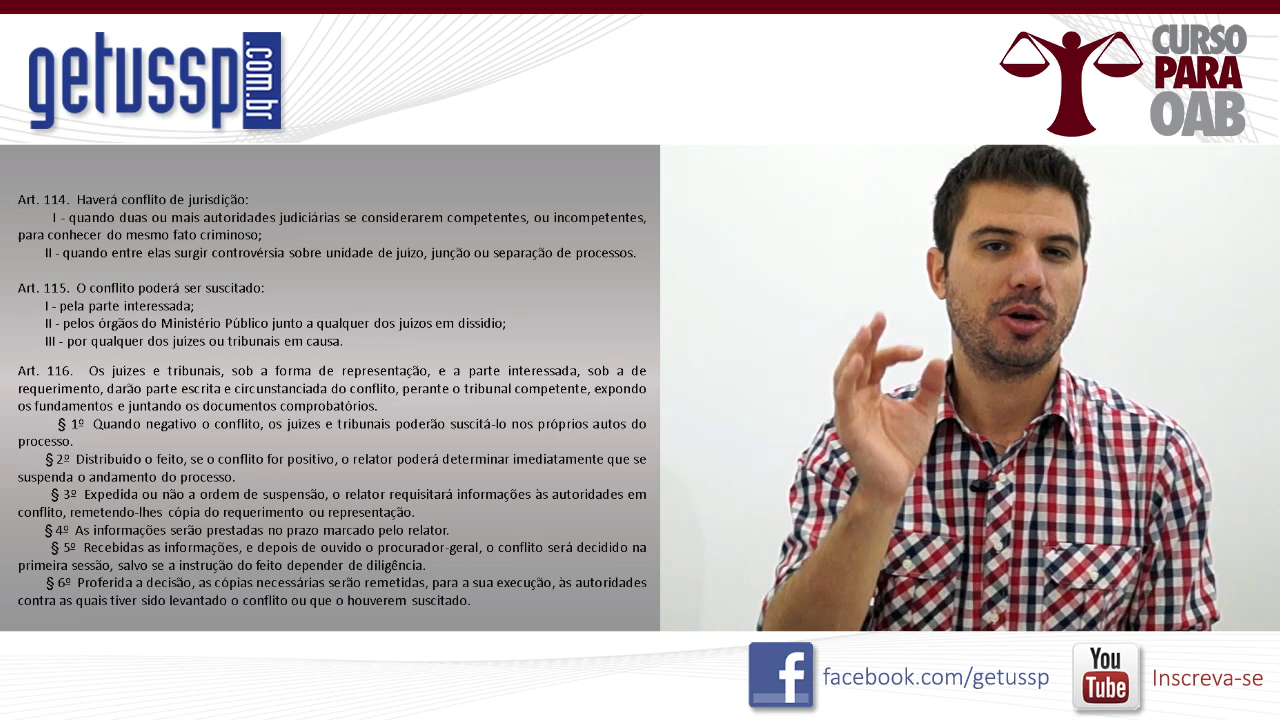 getussp.com.br
CURSO
PARA
OAB
Art. 114. Haverá conflito de jurisdição:
I - quando duas ou mais autoridades judiciárias se considerarem competentes, ou incompetentes,
para conhecer do mesmo fato criminoso;
II - quando entre elas surgir controvérsia sobre unidade de juízo, junção ou separação de processos.
Art. 115. O conflito poderá ser suscitado:
I - pela parte interessada;
II - pelos órgãos do Ministério Público junto a qualquer dos juízos em dissídio;
III - por qualquer dos juízes ou tribunais em causa.
Art. 116. Os juízes e tribunais, sob a forma de representação, e a parte interessada, sob a de
requerimento, darão parte escrita e circunstanciada do conflito, perante o tribunal competente, expondo
os fundamentos e juntando os documentos comprobatórios.
§ 1º Quando negativo o conflito, os juízes e tribunais poderão suscitá-lo nos próprios autos do
processo.
§ 2º Distribuído o feito, se o conflito for positivo, o relator poderá determinar imediatamente que se
suspenda o andamento do processo.
§ 3º Expedida ou não a ordem de suspensão, o relator requisitará informações às autoridades em
conflito, remetendo-lhes cópia do requerimento ou representação.
§ 4º As informações serão prestadas no prazo marcado pelo relator.
§ 5º Recebidas as informações, e depois de ouvido o procurador-geral, o conflito será decidido na
primeira sessão, salvo se a instrução do feito depender de diligência.
§ 6º Proferida a decisão, as cópias necessárias serão remetidas, para a sua execução, às autoridades
contra as quais tiver sido levantado o conflito ou que o houverem suscitado.
f facebook.com/getussp
You
Tube Inscreva-se